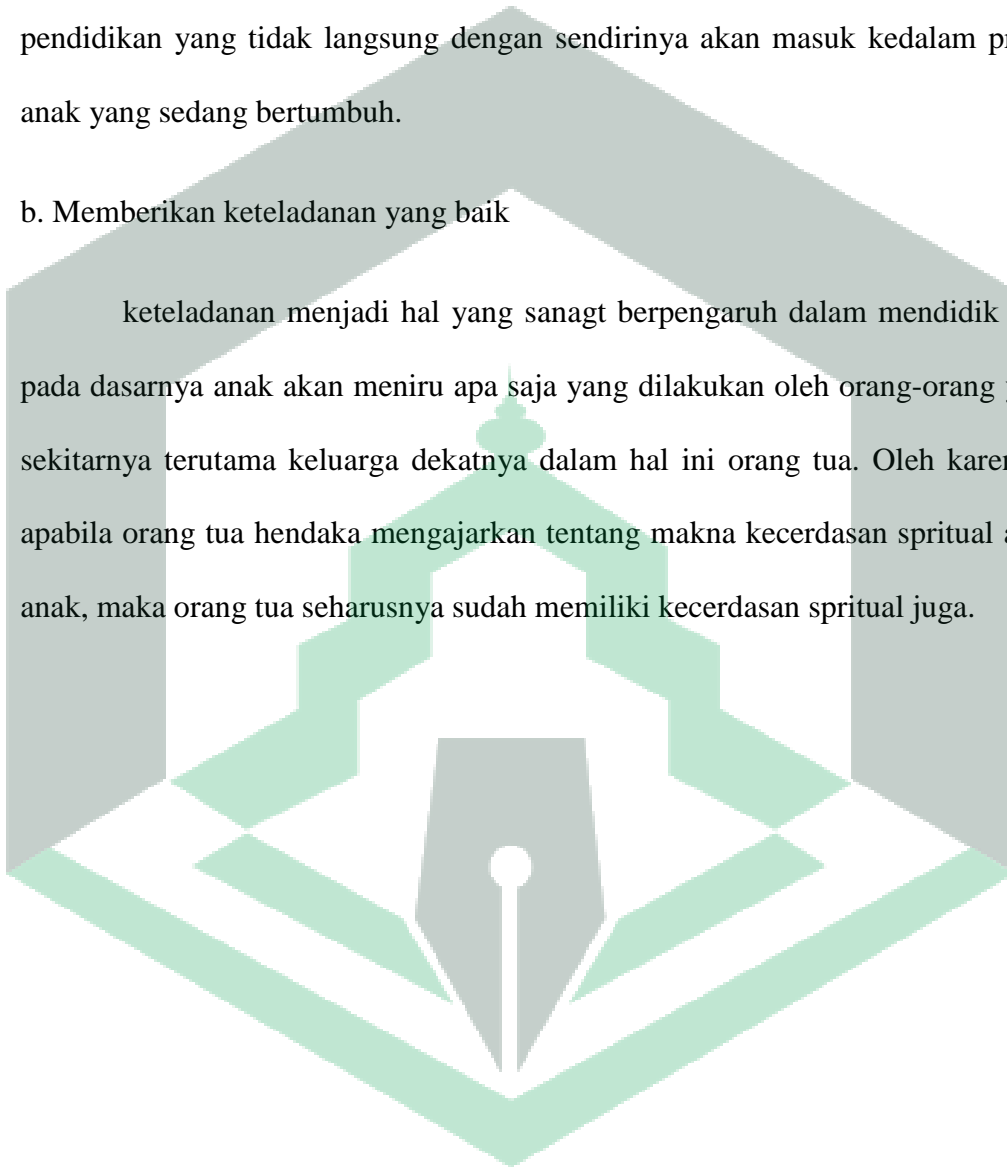 pendidikan yang tidak langsung dengan sendirinya akan masuk kedalam
anak yang sedang bertumbuh.
b. Memberikan keteladanan yang baik
keteladanan menjadi hal yang sanagt berpengaruh dalam mendidik
pada dasarnya anak akan meniru apa saja yang dilakukan oleh orang-orang
sekitarnya terutama keluarga dekatnya dalam hal ini orang tua. Oleh
apabila orang tua hendaka mengajarkan tentang makna kecerdasan spritual
anak, maka orang tua seharusnya sudah memiliki kecerdasan spritual juga.